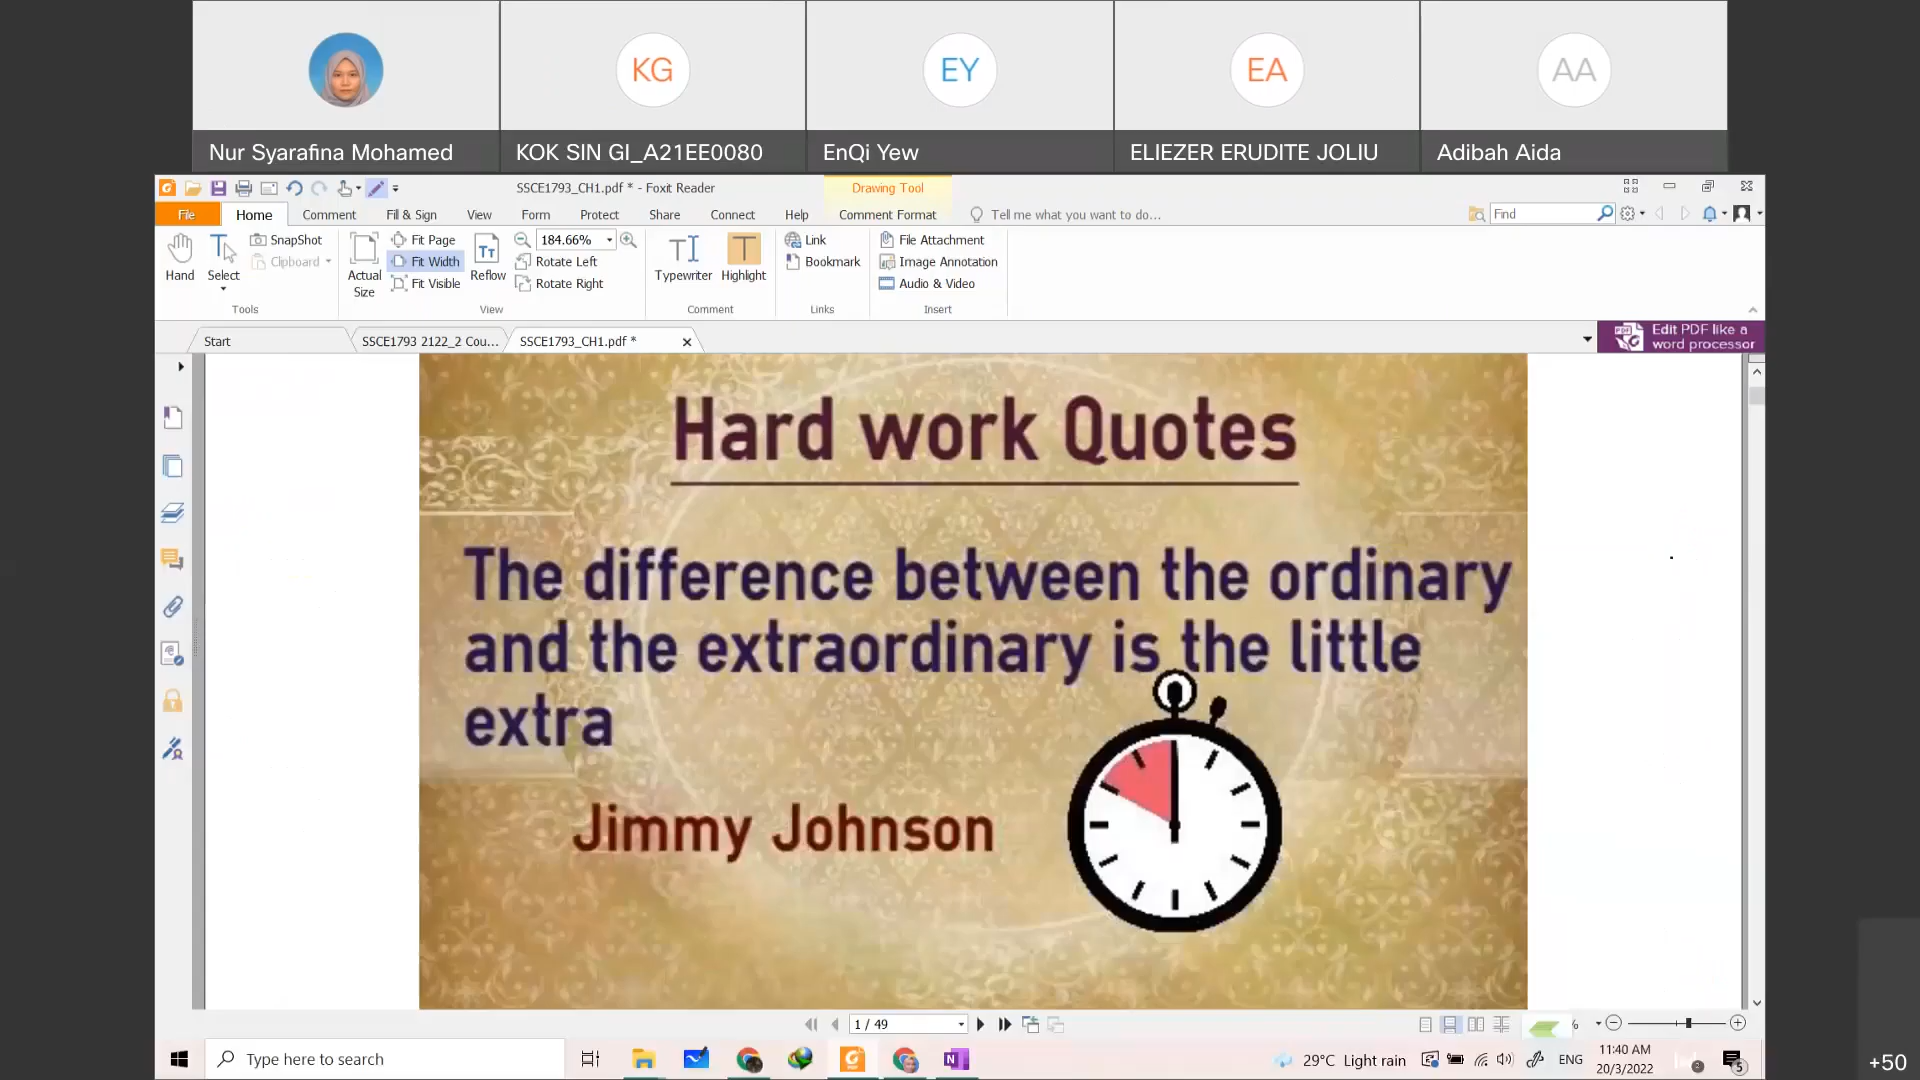 KG
EY
EA
AA
Nur Syarafina Mohamed
KOK SIN GI_A21EE0080
EnQi Yew
ELIEZER ERUDITE JOLIU
Adibah Aida
SSCE1793_CH1.pdf * - Foxit Reader
Drawing Tool
File
Home
Comment
Fill & Sign
View
Form
Protect
Share
Connect
Help
Comment Format
Tell me what you want to do...
Find
Hand
Select
SnapShot
Clipboard
Tools
Actual Size
Fit Page
Fit Width
Fit Visible
Reflow
184.66%
Rotate Left
Rotate Right
View
Typewriter
Highlight
Comment
Link
Bookmark
Links
File Attachment
Image Annotation
Audio & Video
Insert
Start
SSCE1793 2122_2 Cou...
SSCE1793_CH1.pdf *
Edit PDF like a
word processor
Hard work Quotes
The difference between the ordinary
and the extraordinary is the little
extra
Jimmy Johnson
1 / 49
%
Type here to search
29°C Light rain
ENG
11:40 AM
20/3/2022
5
+50